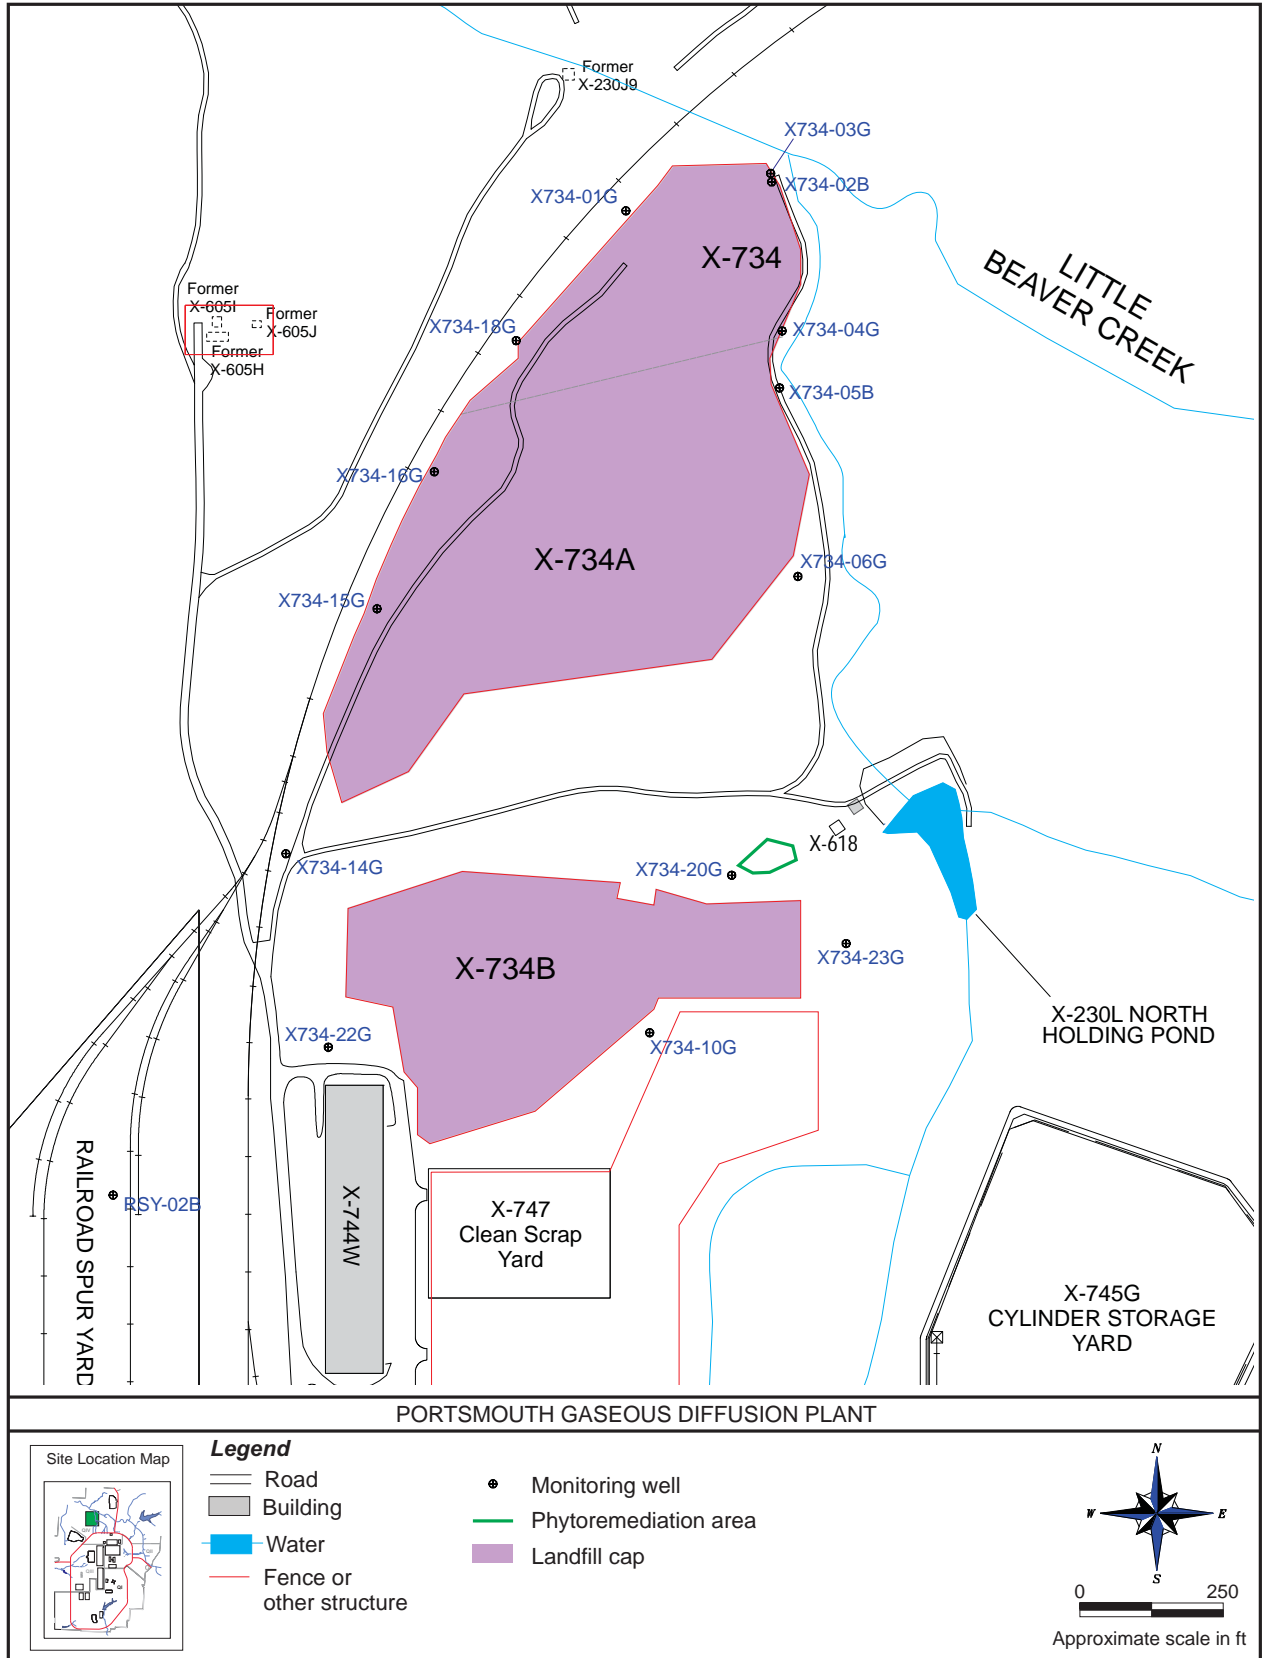 Former
X-230J9
X734-03G
X734-02B
X734-01G
X-734
LITTLE
BEAVER CREEK
Former
X-605I
Former
X-605J
Former
X-605H
X734-18G
X734-04G
X734-05B
X734-16G
X-734A
X734-06G
X734-15G
X-618
X734-14G
X734-20G
X-734B
X734-23G
X-230L NORTH
HOLDING POND
X734-22G
X734-10G
RAILROAD SPUR YARD
RSY-02B
X-744W
X-747
Clean Scrap
Yard
X-745G
CYLINDER STORAGE
YARD
PORTSMOUTH GASEOUS DIFFUSION PLANT
Site Location Map
Legend
Road
Building
Water
Fence or
other structure
Monitoring well
Phytoremediation area
Landfill cap
N
W
E
S
0 250
Approximate scale in ft